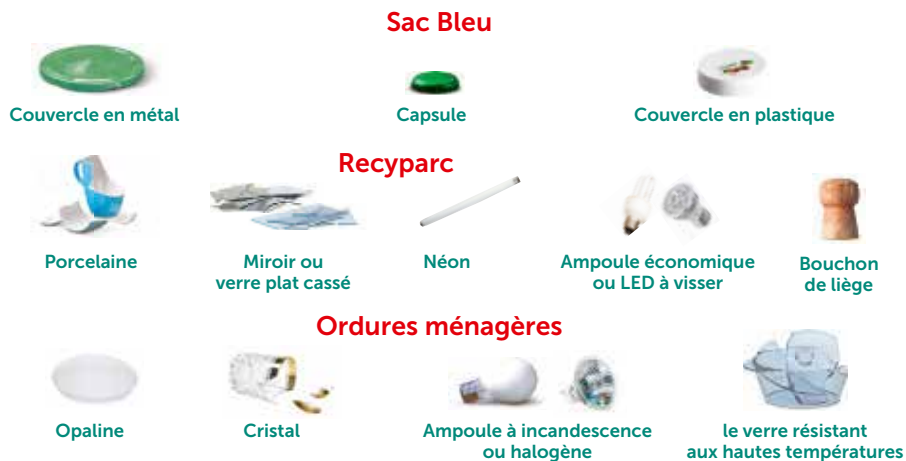 Sac Bleu
Couvercle en métal
Capsule
Couvercle en plastique
Recyparc
Porcelaine
Miroir ou
verre plat cassé
Néon
Ampoule économique
ou LED à visser
Bouchon
de liège
Ordures ménagères
Opaline
Cristal
Ampoule à incandescence
ou halogène
le verre résistant
aux hautes températures